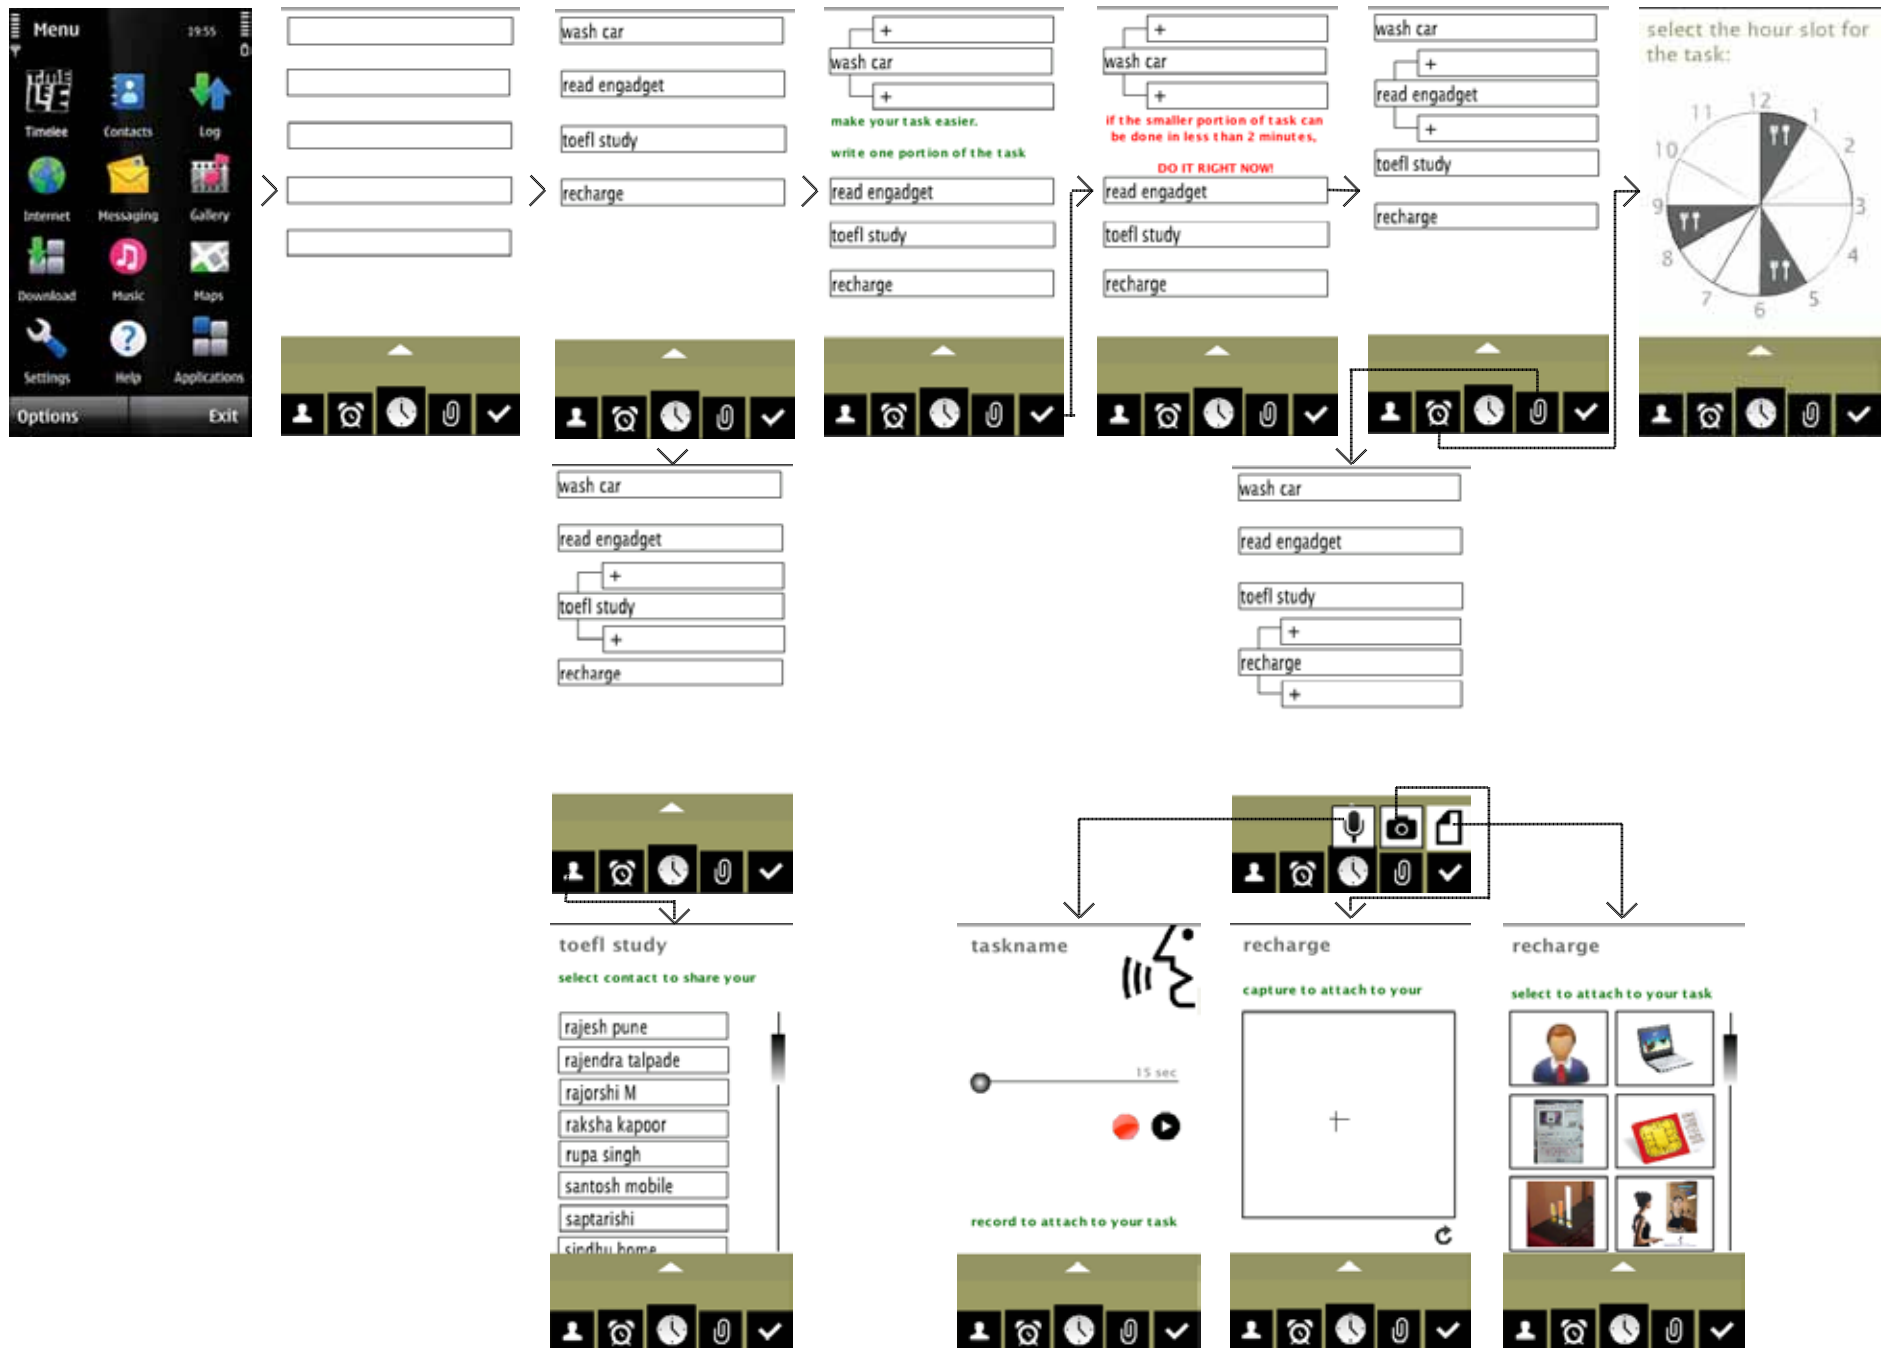 Menu
19:55
Timelee
Contacts
Log
Internet
Messaging
Gallery
Download
Music
Maps
Settings
Help
Applications
Options
Exit
wash car
read engadget
toefl study
recharge
+
wash car
+
make your task easier.
write one portion of the task
read engadget
toefl study
recharge
+
wash car
+
if the smaller portion of task can
be done in less than 2 minutes,
DO IT RIGHT NOW!
read engadget
toefl study
recharge
wash car
+
read engadget
+
toefl study
recharge
select the hour slot for
the task:
12
1
2
3
4
5
6
7
8
9
10
11
wash car
read engadget
+
toefl study
+
recharge
wash car
read engadget
toefl study
+
recharge
+
toefl study
select contact to share your
rajesh pune
rajendra talpade
rajorshi M
raksha kapoor
rupa singh
santosh mobile
saptarishi
sindhu home
taskname
15 sec
record to attach to your task
recharge
capture to attach to your
recharge
select to attach to your task